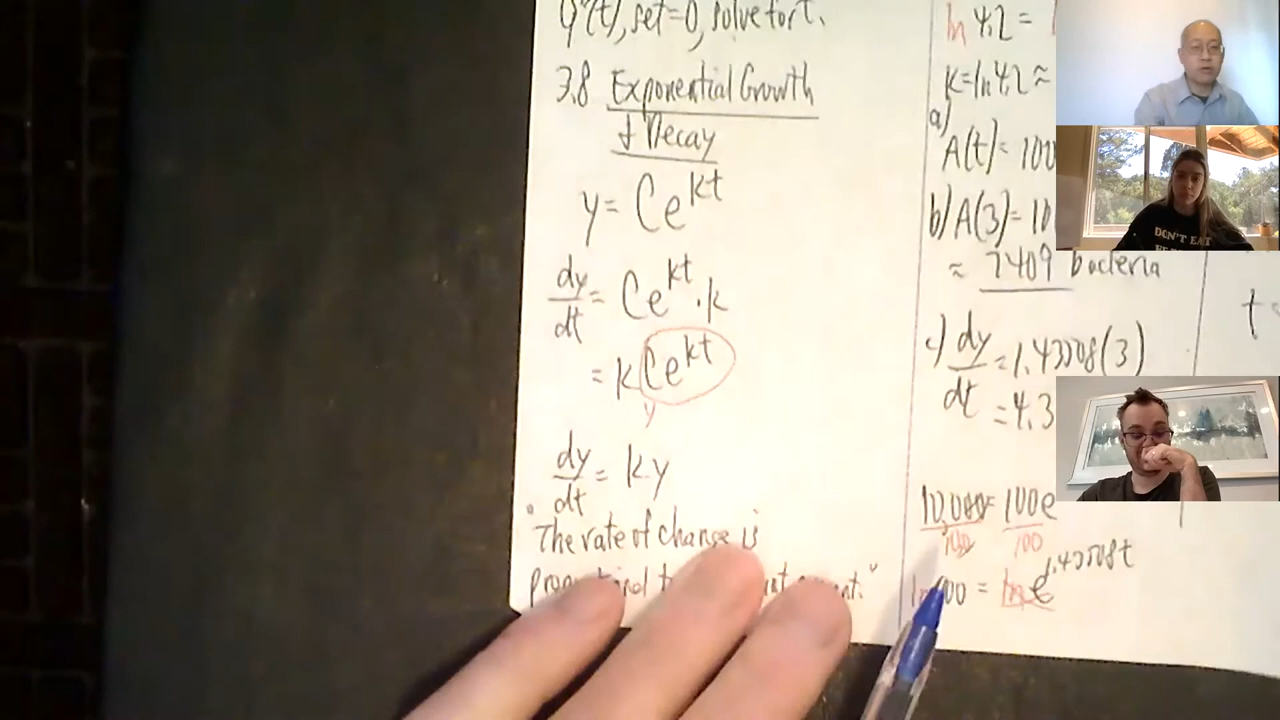 y"(t), set=0, solve for t.
3.8 Exponential Growth
+ Decay
y = Ce^kt
dy/dt = Ce^kt · k
= k Ce^kt
y
dy/dt = ky
"The rate of change is
ln 4.2 =
k = ln 4.2 ≈
a)
A(t) = 100
b) A(3) = 10
≈ 7409 bacteria
c) dy/dt = 1.43508(3)
= 4.3
10,000 = 100e
100 100
ln 100 = ln e^1.43508t
t =
DON'T EAT